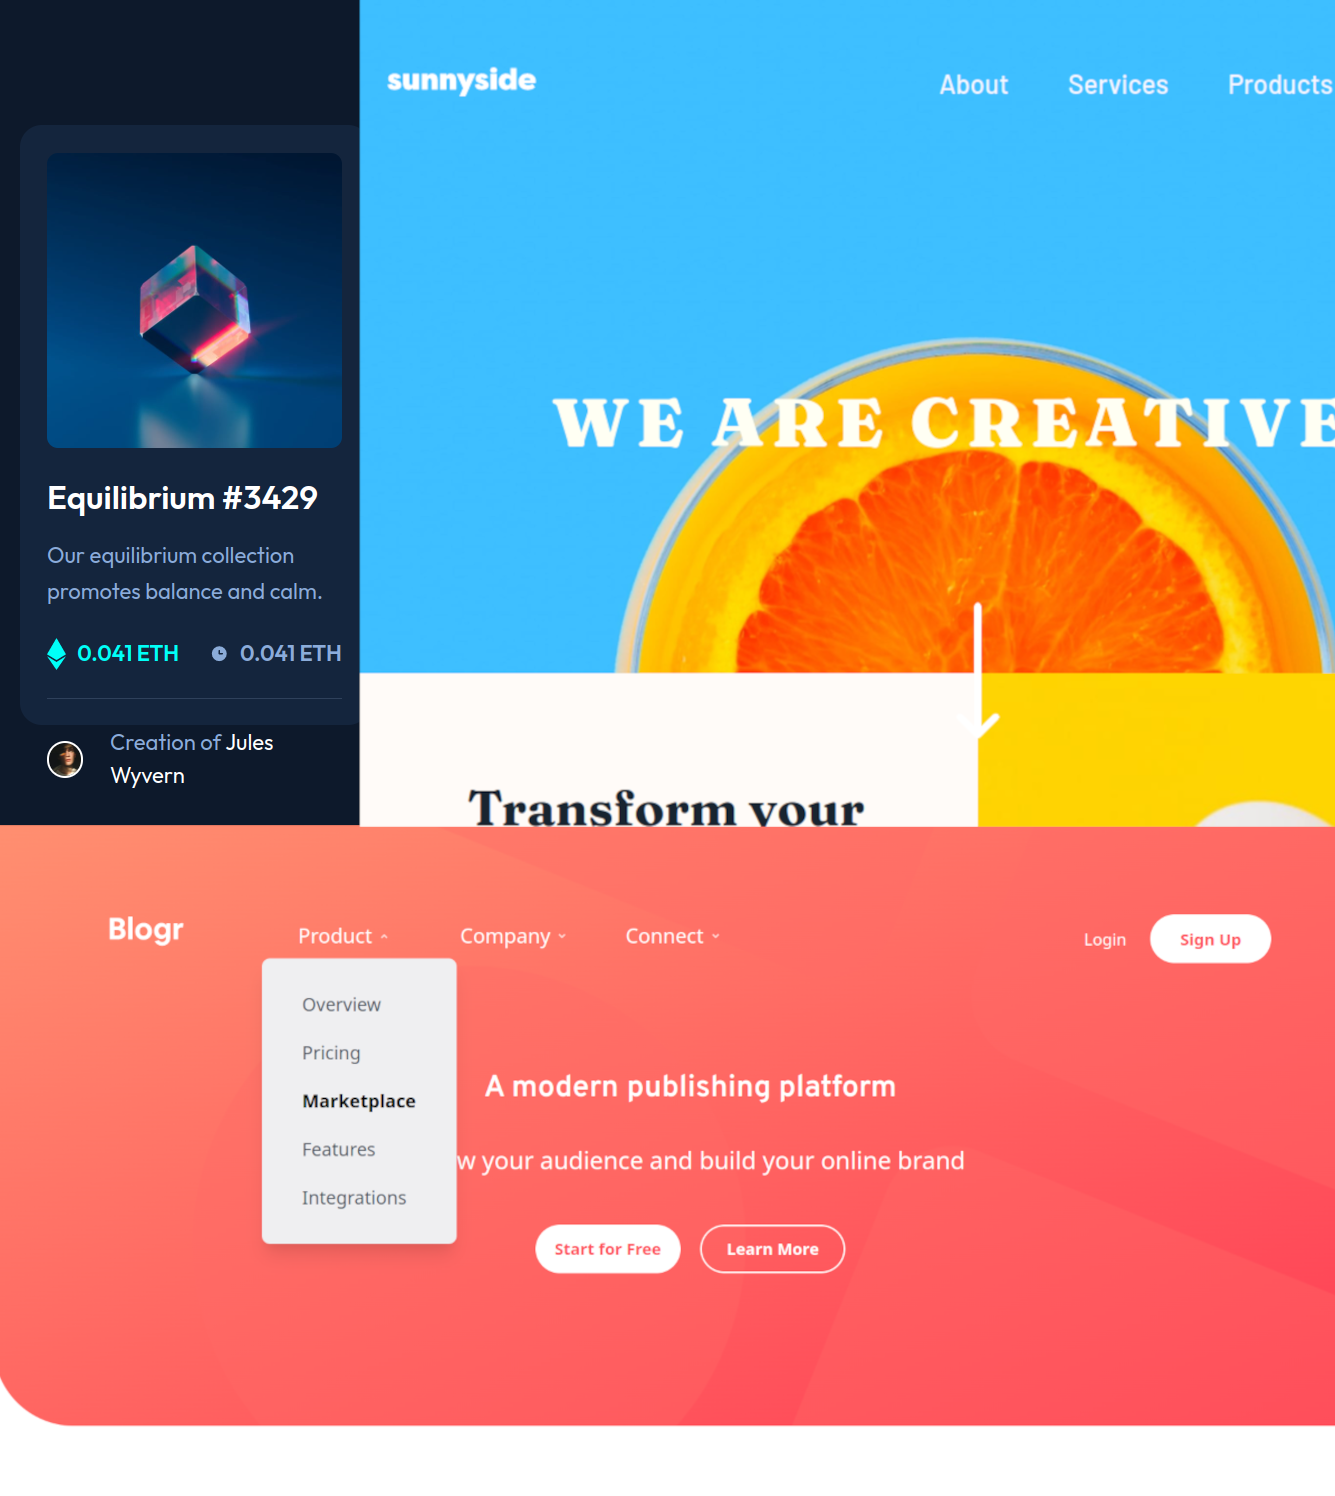 sunnyside
About Services Products
WE ARE CREATIVE
Transform your
Equilibrium #3429
Our equilibrium collection
promotes balance and calm.
0.041 ETH 0.041 ETH
Creation of Jules
Wyvern
Blogr
Product Company Connect
Login Sign Up
Overview
Pricing
Marketplace
Features
Integrations
A modern publishing platform
w your audience and build your online brand
Start for Free Learn More